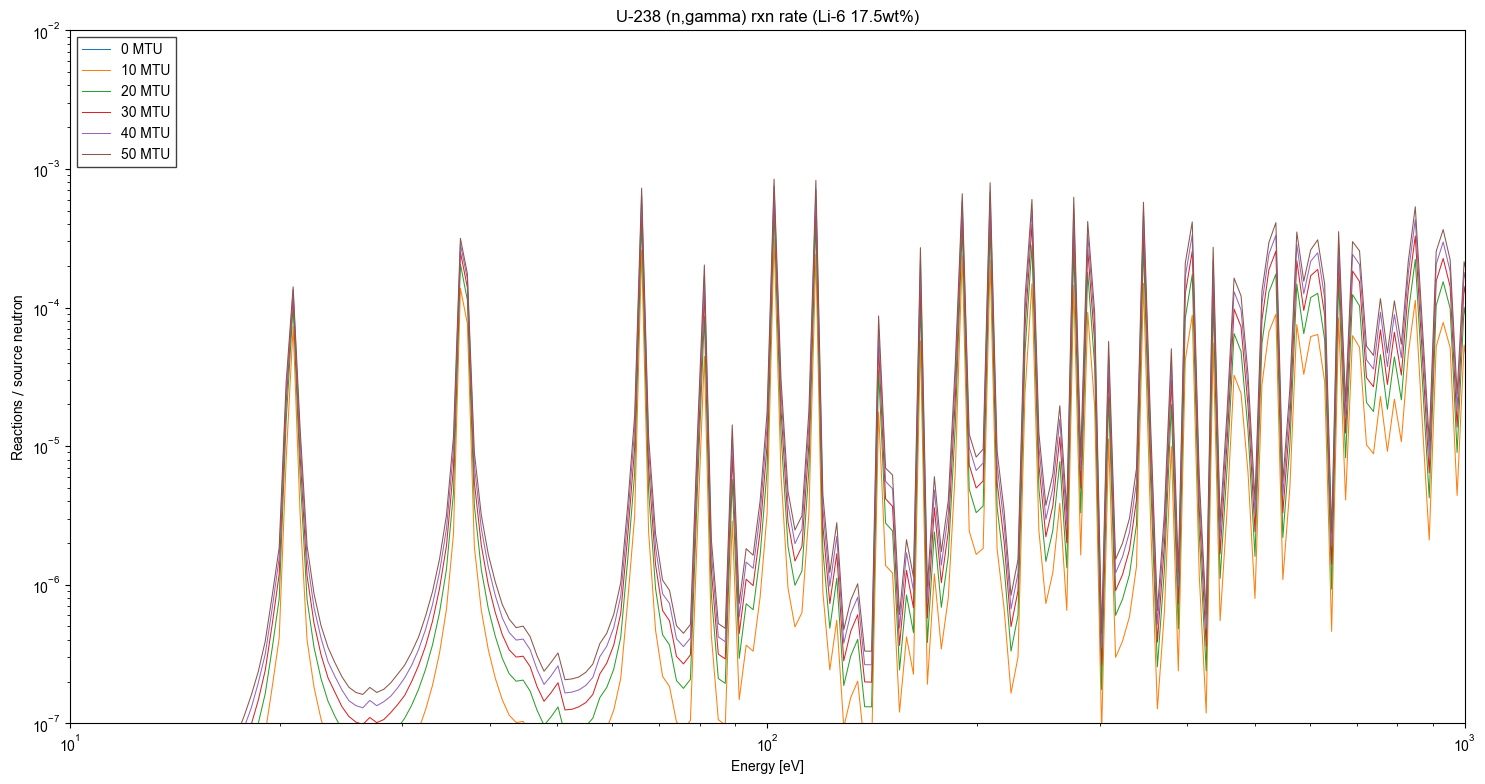 U-238 (n,gamma) rxn rate (Li-6 17.5wt%)
10⁻²
0 MTU
10 MTU
20 MTU
30 MTU
40 MTU
50 MTU
10⁻³
10⁻⁴
Reactions / source neutron
10⁻⁵
10⁻⁶
10⁻⁷
10¹
10²
10³
Energy [eV]